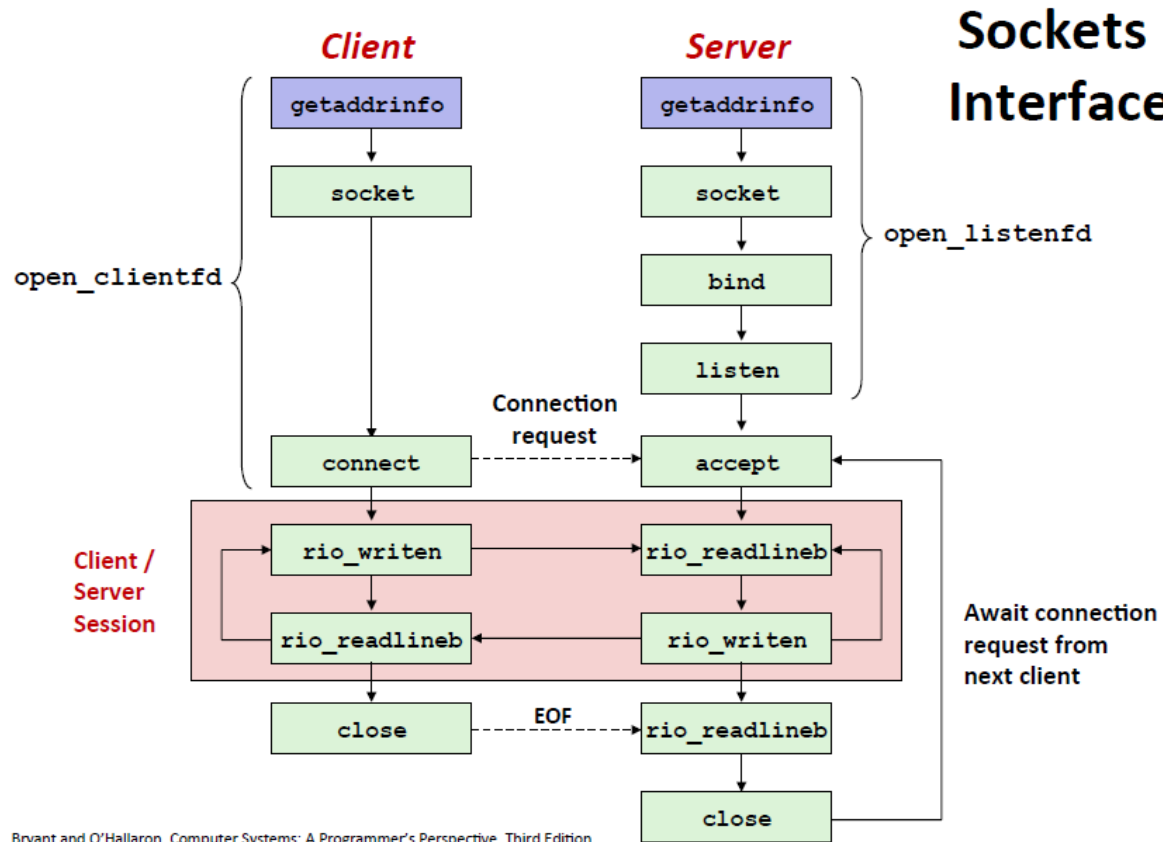 Sockets
Interface
Client
Server
getaddrinfo
getaddrinfo
socket
socket
open_listenfd
open_clientfd
bind
listen
Connection
request
connect
accept
Client /
Server
Session
rio_writen
rio_readlineb
rio_readlineb
rio_writen
Await connection
request from
next client
close
EOF
rio_readlineb
close
Bryant and O'Hallaron, Computer Systems: A Programmer's Perspective, Third Edition